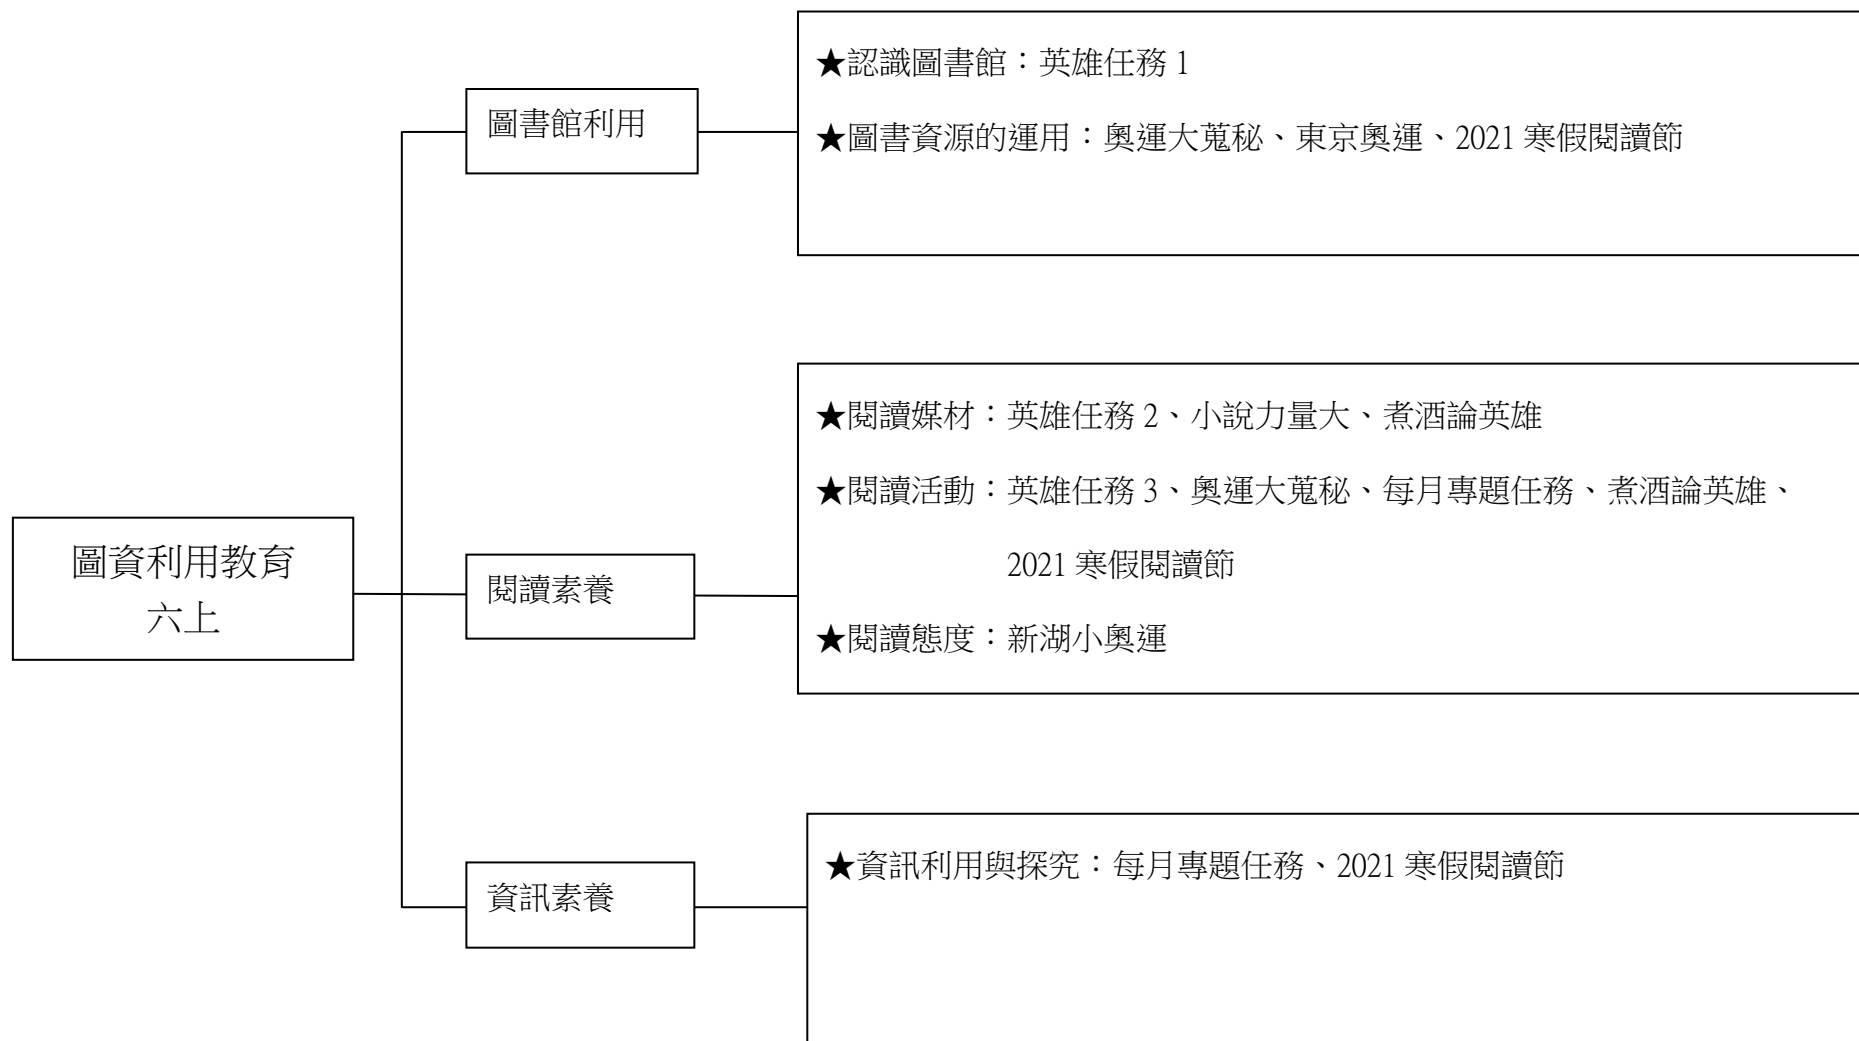 圖資利用教育
六上
圖書館利用
★認識圖書館：英雄任務 1
★圖書資源的運用：奧運大蒐秘、東京奧運、2021 寒假閱讀節
閱讀素養
★閱讀媒材：英雄任務 2、小說力量大、煮酒論英雄
★閱讀活動：英雄任務 3、奧運大蒐秘、每月專題任務、煮酒論英雄、
2021 寒假閱讀節
★閱讀態度：新湖小奧運
資訊素養
★資訊利用與探究：每月專題任務、2021 寒假閱讀節